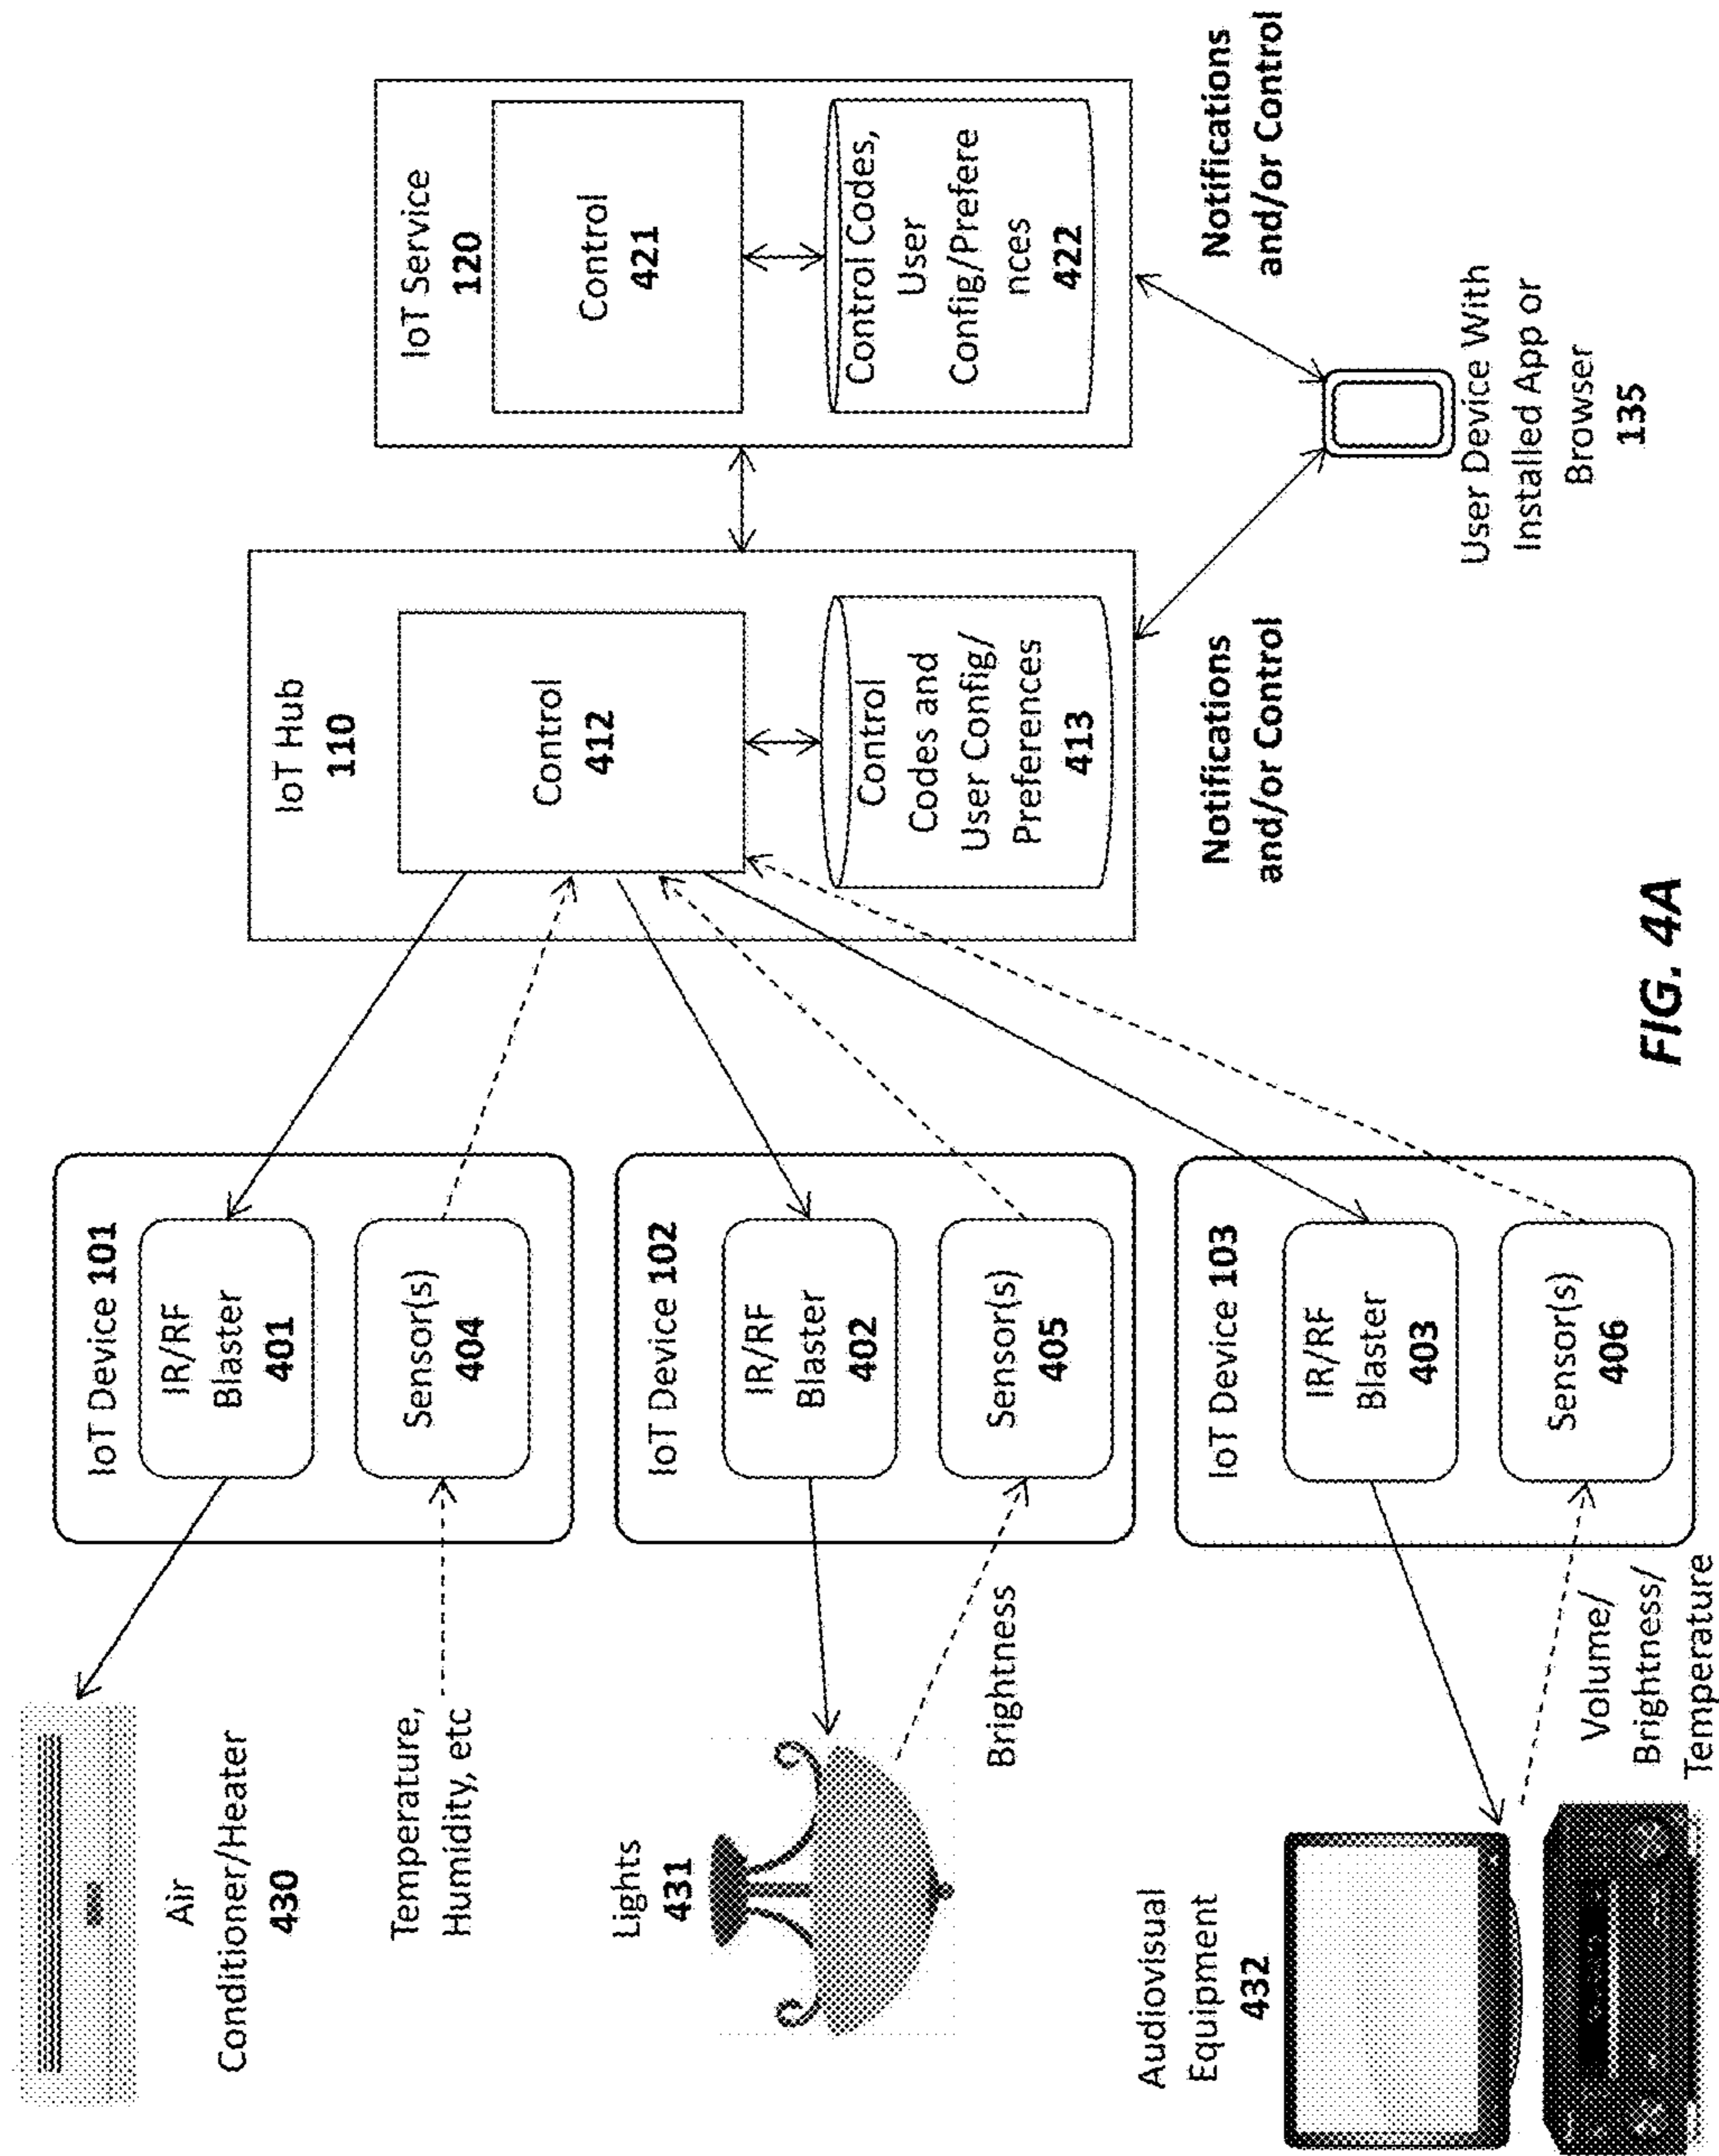 Air
Conditioner/Heater
430
Temperature,
Humidity, etc
Lights
431
Brightness
Audiovisual
Equipment
432
Volume/
Brightness/
Temperature
IoT Device 101
IR/RF
Blaster
401
Sensor(s)
404
IoT Device 102
IR/RF
Blaster
402
Sensor(s)
405
IoT Device 103
IR/RF
Blaster
403
Sensor(s)
406
IoT Hub
110
Control
412
Control
Codes and
User Config/
Preferences
413
Notifications
and/or Control
IoT Service
120
Control
421
Control Codes,
User
Config/Prefere
nces
422
Notifications
and/or Control
User Device With
Installed App or
Browser
135
FIG. 4A